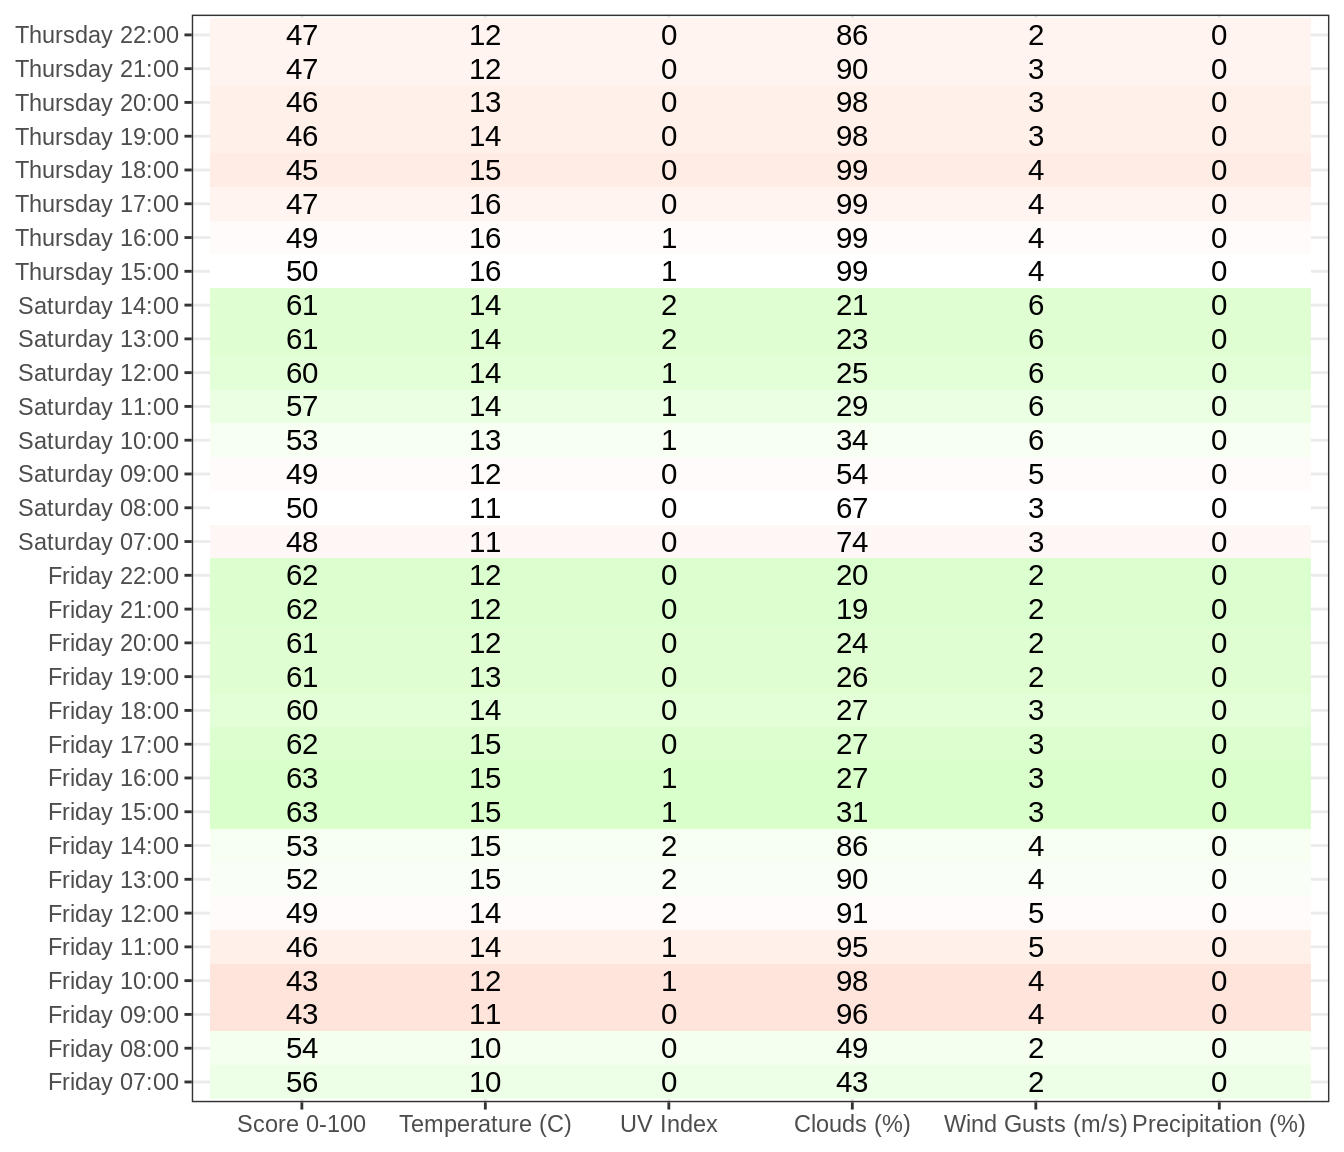 Thursday 22:00 47 12 0 86 2 0
Thursday 21:00 47 12 0 90 3 0
Thursday 20:00 46 13 0 98 3 0
Thursday 19:00 46 14 0 98 3 0
Thursday 18:00 45 15 0 99 4 0
Thursday 17:00 47 16 0 99 4 0
Thursday 16:00 49 16 1 99 4 0
Thursday 15:00 50 16 1 99 4 0
Saturday 14:00 61 14 2 21 6 0
Saturday 13:00 61 14 2 23 6 0
Saturday 12:00 60 14 1 25 6 0
Saturday 11:00 57 14 1 29 6 0
Saturday 10:00 53 13 1 34 6 0
Saturday 09:00 49 12 0 54 5 0
Saturday 08:00 50 11 0 67 3 0
Saturday 07:00 48 11 0 74 3 0
Friday 22:00 62 12 0 20 2 0
Friday 21:00 62 12 0 19 2 0
Friday 20:00 61 12 0 24 2 0
Friday 19:00 61 13 0 26 2 0
Friday 18:00 60 14 0 27 3 0
Friday 17:00 62 15 0 27 3 0
Friday 16:00 63 15 1 27 3 0
Friday 15:00 63 15 1 31 3 0
Friday 14:00 53 15 2 86 4 0
Friday 13:00 52 15 2 90 4 0
Friday 12:00 49 14 2 91 5 0
Friday 11:00 46 14 1 95 5 0
Friday 10:00 43 12 1 98 4 0
Friday 09:00 43 11 0 96 4 0
Friday 08:00 54 10 0 49 2 0
Friday 07:00 56 10 0 43 2 0
Score 0-100 Temperature (C) UV Index Clouds (%) Wind Gusts (m/s) Precipitation (%)